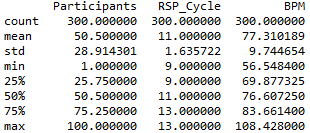 Participants RSP_Cycle BPM
count 300.000000 300.000000 300.000000
mean 50.500000 11.000000 77.310189
std 28.914301 1.635722 9.744654
min 1.000000 9.000000 56.548400
25% 25.750000 9.000000 69.877325
50% 50.500000 11.000000 76.607250
75% 75.250000 13.000000 83.661400
max 100.000000 13.000000 108.428000